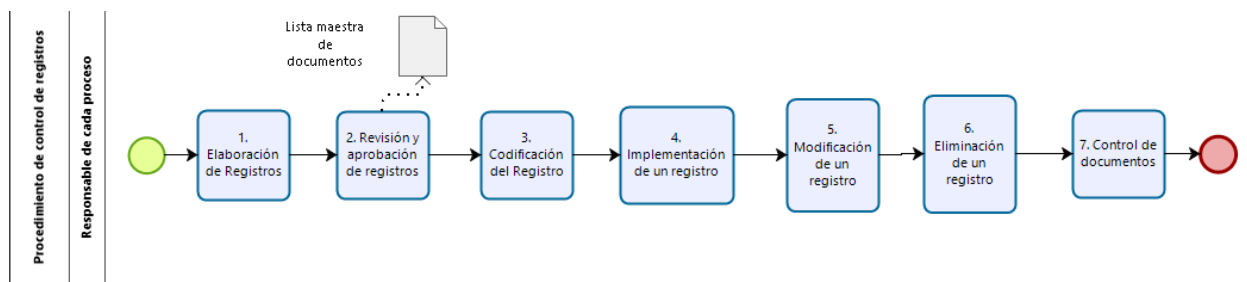 Procedimiento de control de registros
Responsable de cada proceso
Lista maestra
de
documentos
1.
Elaboración
de Registros
2. Revisión y
aprobación
de registros
3.
Codificación
del Registro
4.
Implementación
de un registro
5.
Modificación
de un
registro
6.
Eliminación
de un
registro
7. Control de
documentos